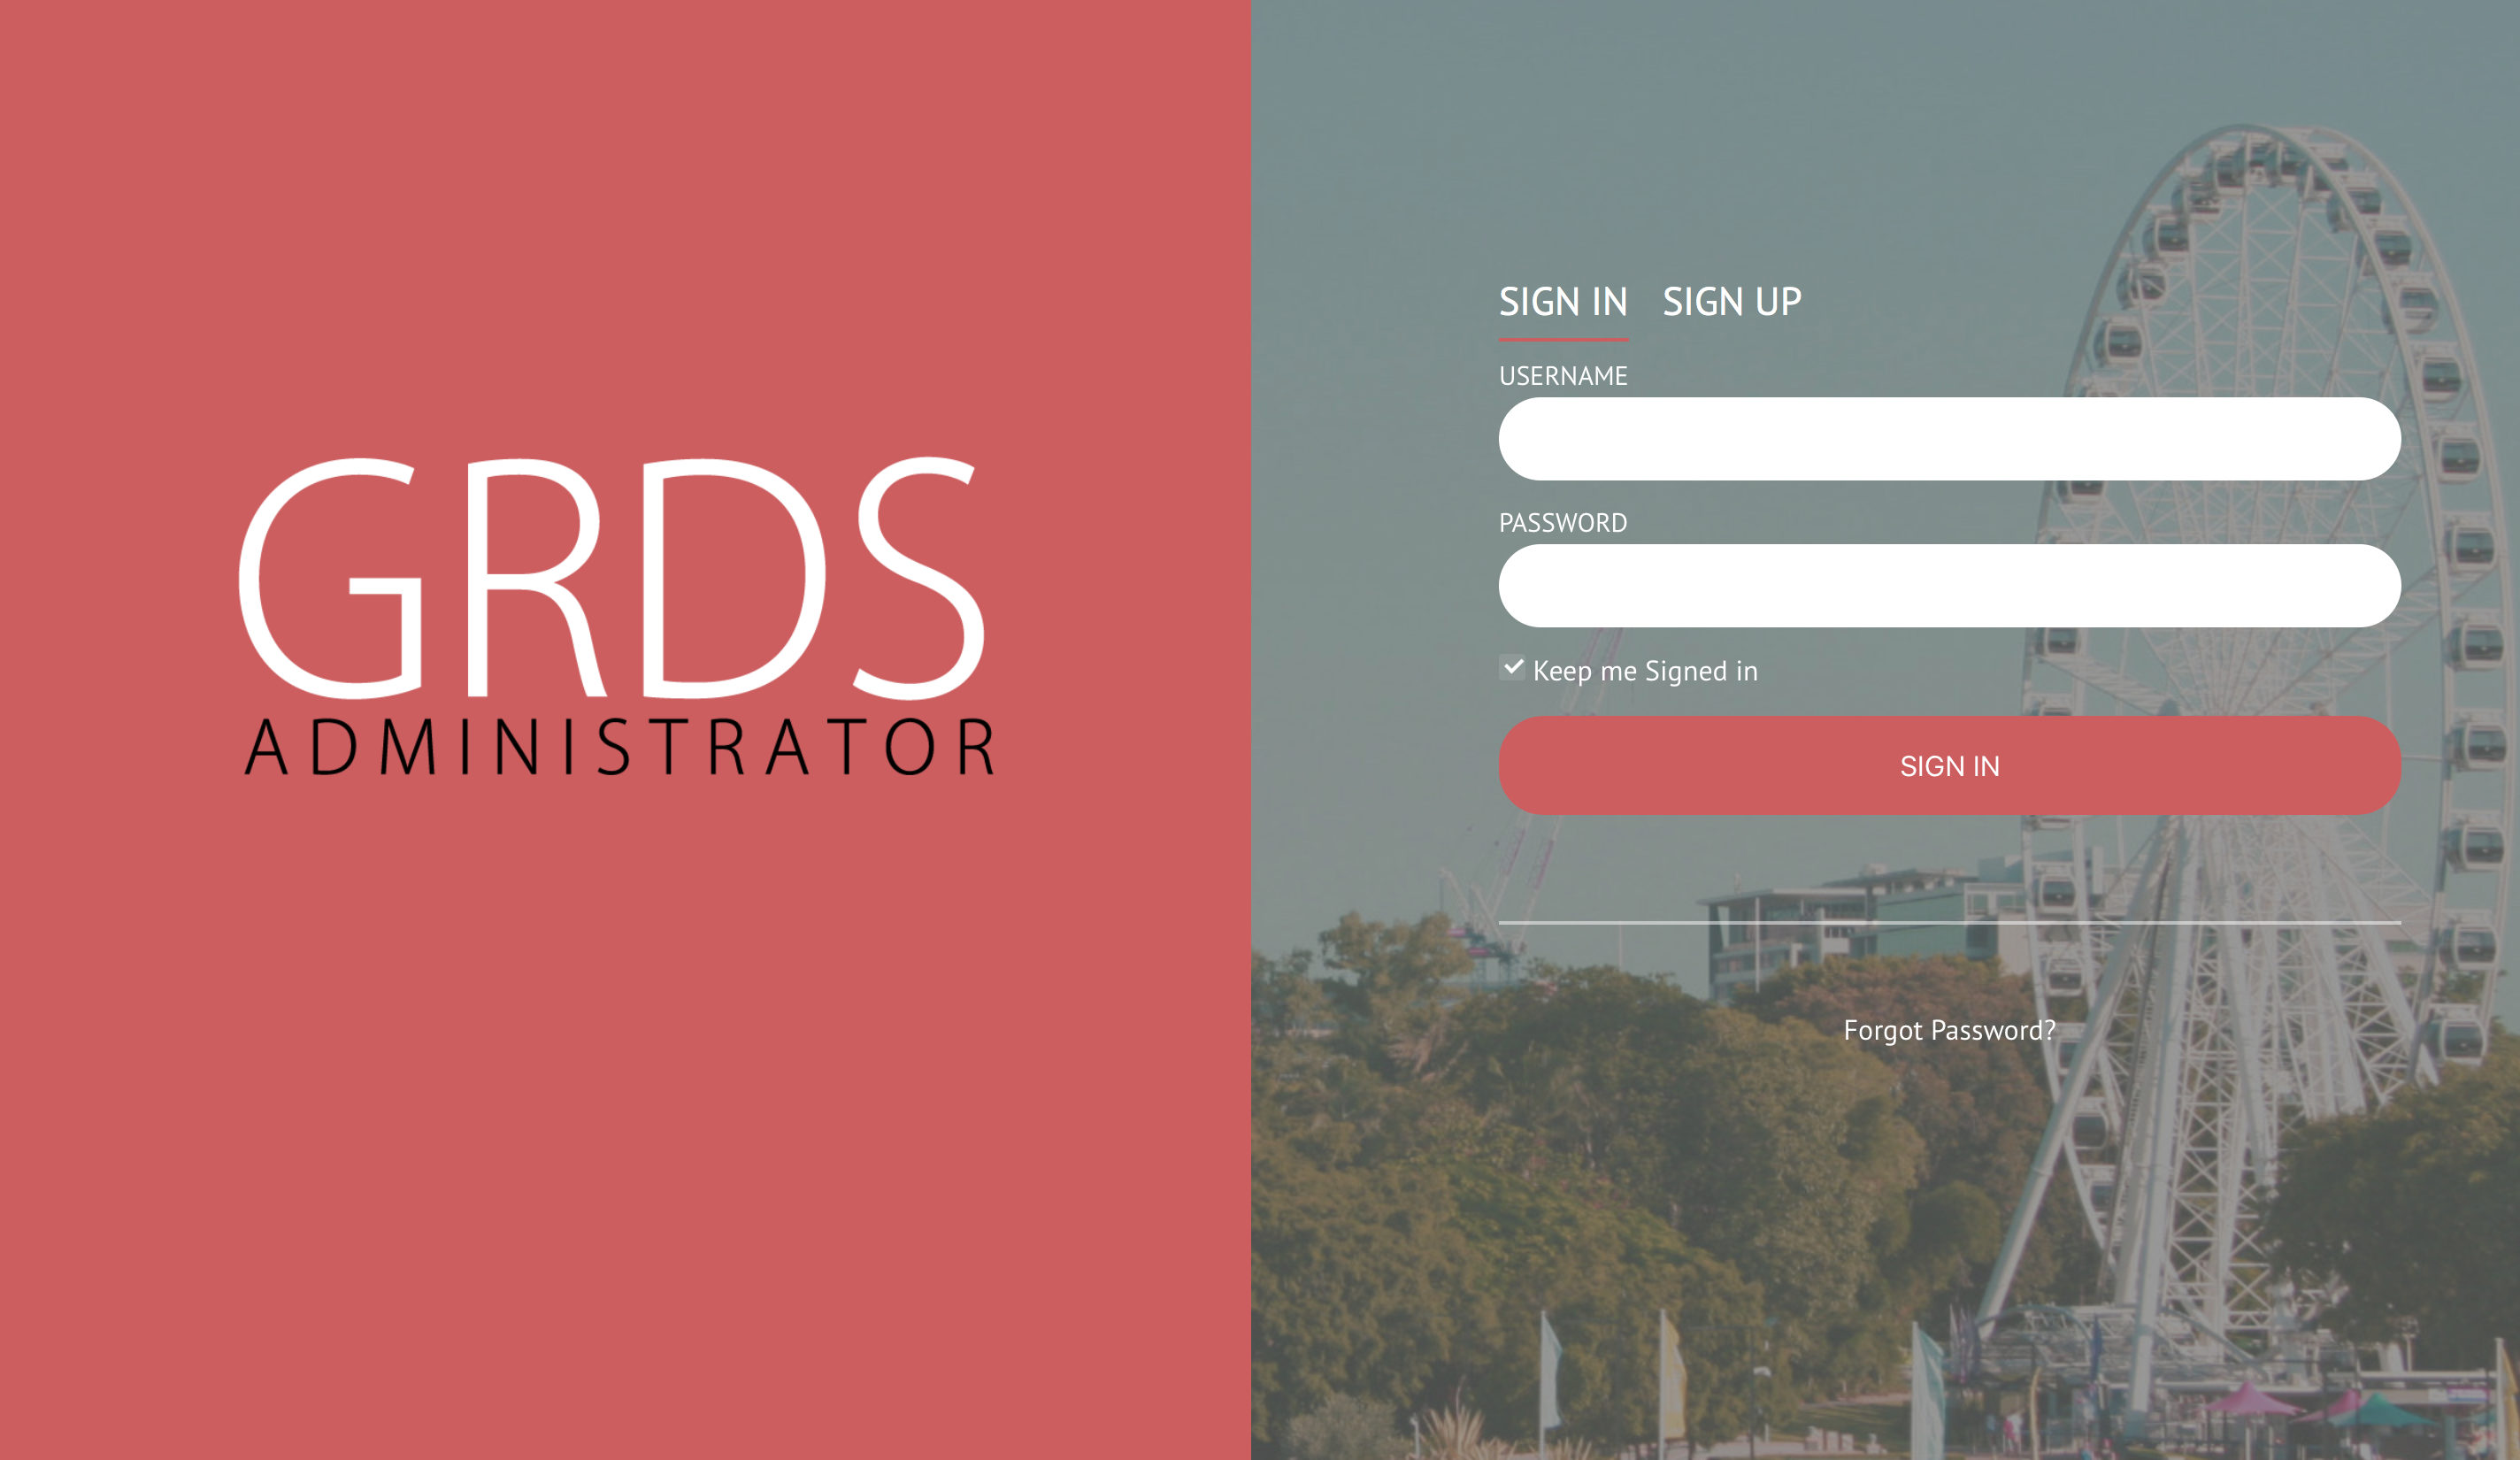 GRDS
ADMINISTRATOR
SIGN IN SIGN UP
USERNAME
PASSWORD
Keep me Signed in
SIGN IN
Forgot Password?